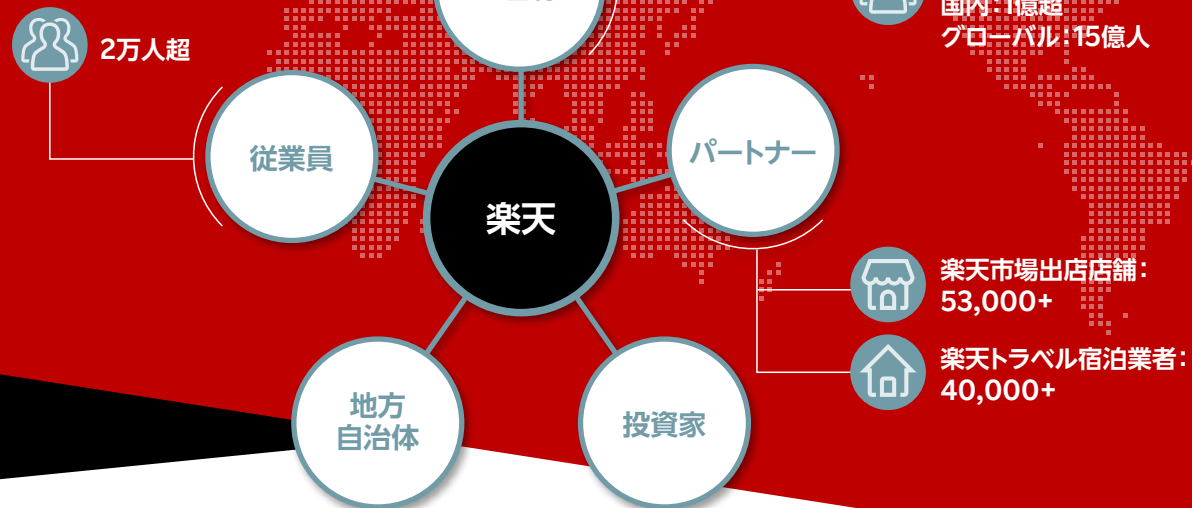 国内：1億超
グローバル：15億人
2万人超
従業員
パートナー
楽天
楽天市場出店店舗：
53,000+
楽天トラベル宿泊業者：
40,000+
地方
自治体
投資家